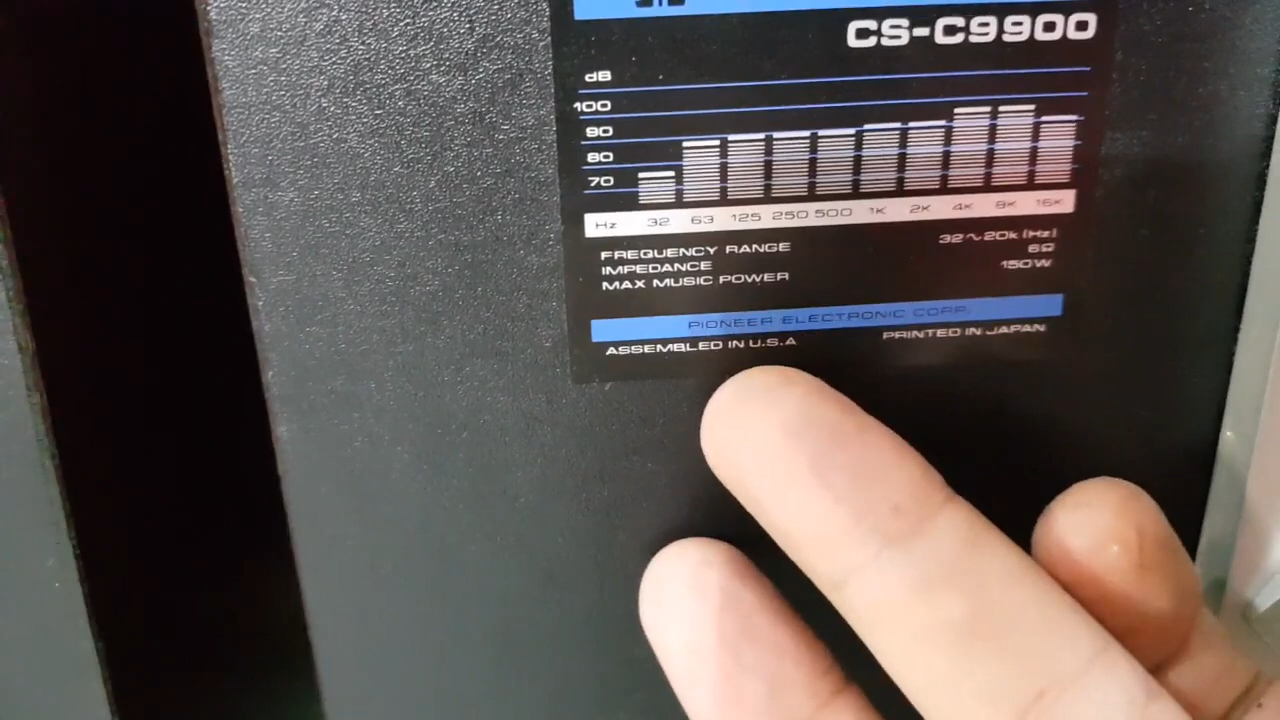 CS-C9900
dB
100
90
80
70
Hz 32 63 125 250 500 1K 2K 4K 8K 16K
FREQUENCY RANGE 32~20k (Hz)
IMPEDANCE 6Ω
MAX MUSIC POWER 150W
PIONEER ELECTRONIC CORP.
ASSEMBLED IN U.S.A PRINTED IN JAPAN